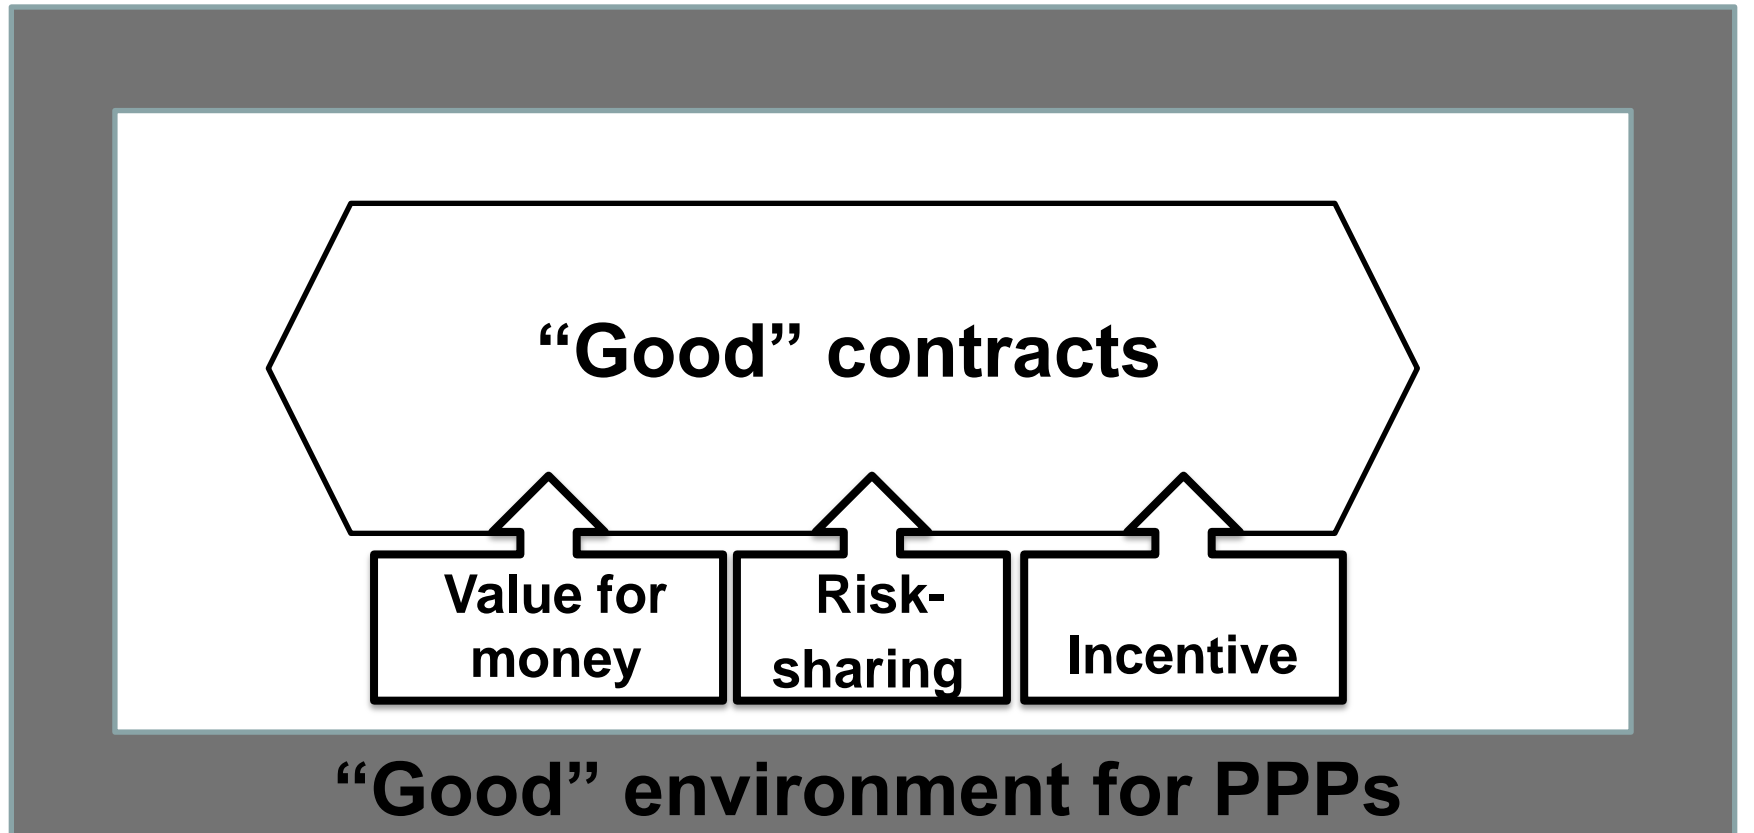 “Good” contracts
Value for
money
Risk-
sharing
Incentive
“Good” environment for PPPs